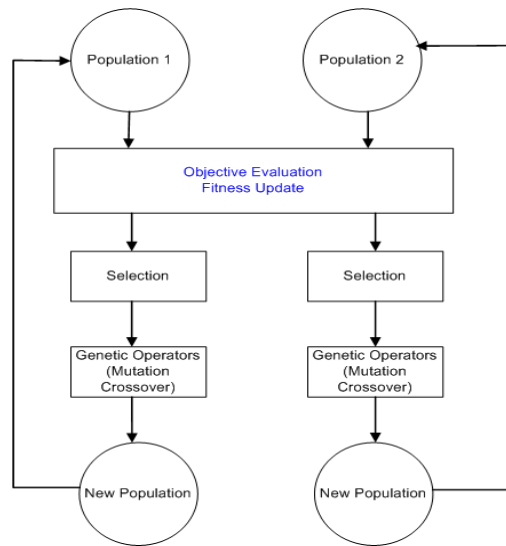 Population 1
Population 2
Objective Evaluation
Fitness Update
Selection
Selection
Genetic Operators
(Mutation
Crossover)
Genetic Operators
(Mutation
Crossover)
New Population
New Population